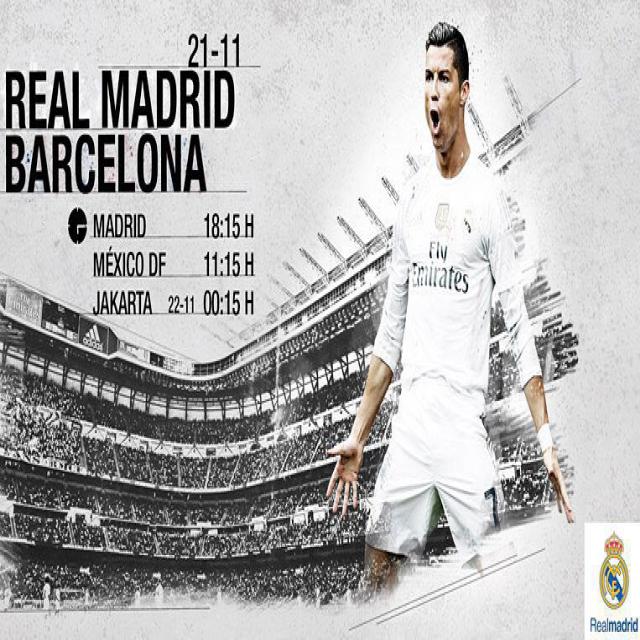 21-11
REAL MADRID
BARCELONA
MADRID 18:15 H
MÉXICO DF 11:15 H
JAKARTA 22-11 00:15 H
adidas
Fly
Emirates
Realmadrid